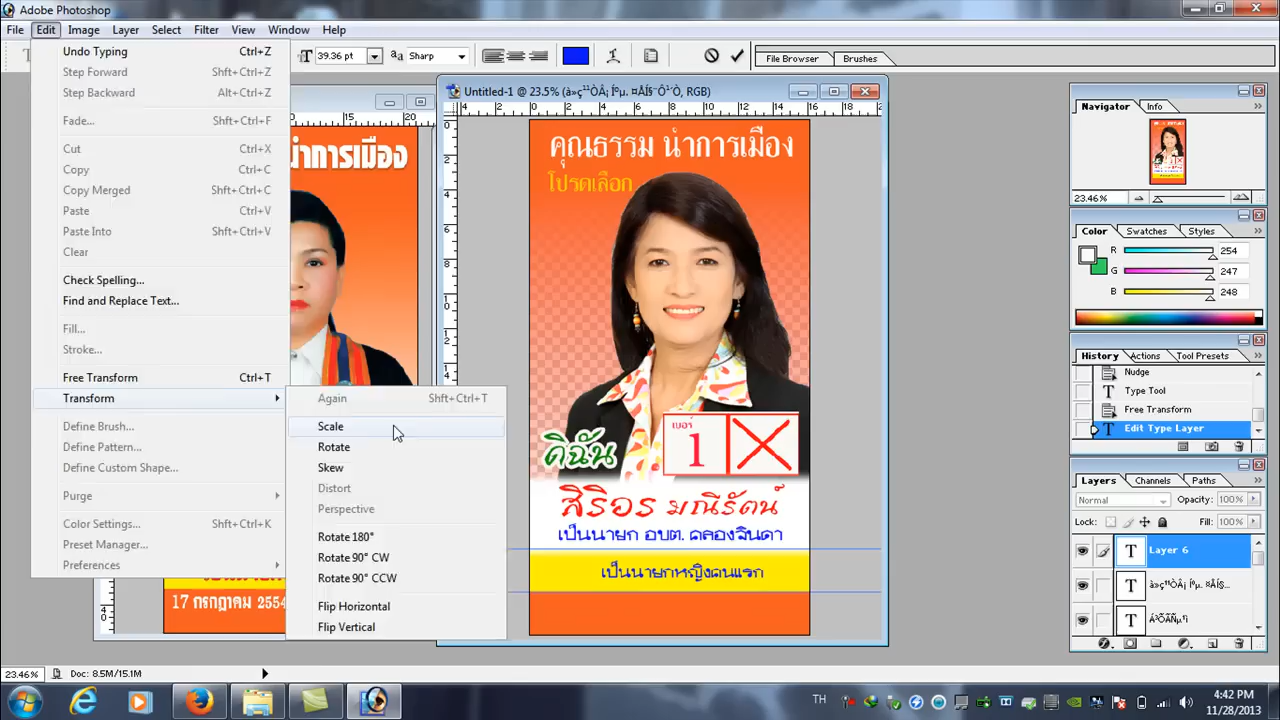 Adobe Photoshop
File Edit Image Layer Select Filter View Window Help
Undo Typing Ctrl+Z
Step Forward Shft+Ctrl+Z
Step Backward Alt+Ctrl+Z
Fade... Shft+Ctrl+F
Cut Ctrl+X
Copy Ctrl+C
Copy Merged Shft+Ctrl+C
Paste Ctrl+V
Paste Into Shft+Ctrl+V
Clear
Check Spelling...
Find and Replace Text...
Fill...
Stroke...
Free Transform Ctrl+T
Transform
Define Brush...
Define Pattern...
Define Custom Shape...
Purge
Color Settings... Shft+Ctrl+K
Preset Manager...
Preferences
Again Shft+Ctrl+T
Scale
Rotate
Skew
Distort
Perspective
Rotate 180°
Rotate 90° CW
Rotate 90° CCW
Flip Horizontal
Flip Vertical
39.36 pt
aa Sharp
File Browser Brushes
15 20
นำการเมือง
17 กรกฎาคม 2554
Untitled-1 @ 23.5% (à»ç¹¹ÒÂ¡ Íºµ. ¤ÅÍ§¨Ô¹´Ò, RGB)
คุณธรรม นำการเมือง
โปรดเลือก
เบอร์
1
ดิฉัน
สิริอร มณีรัตน์
เป็นนายก อบต. คลองจินดา
เป็นนายกหญิงคนแรก
Navigator Info
23.46%
Color Swatches Styles
R 254
G 247
B 248
History Actions Tool Presets
Nudge
Type Tool
Free Transform
Edit Type Layer
Layers Channels Paths
Normal Opacity: 100%
Lock: Fill: 100%
T Layer 6
23.46% Doc: 8.5M/15.1M
TH
4:42 PM
11/28/2013